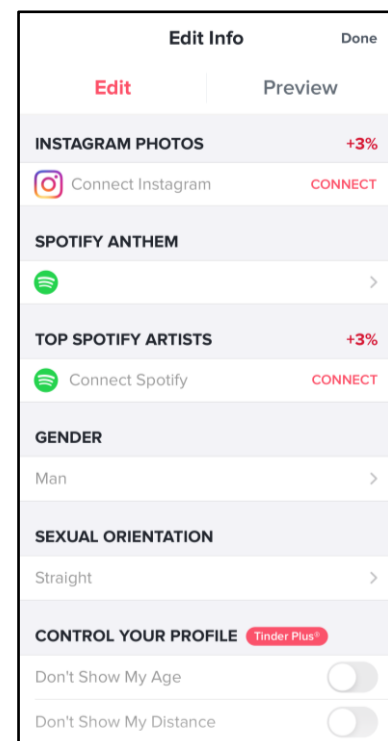 Edit Info Done
Edit Preview
INSTAGRAM PHOTOS +3%
Connect Instagram CONNECT
SPOTIFY ANTHEM
TOP SPOTIFY ARTISTS +3%
Connect Spotify CONNECT
GENDER
Man
SEXUAL ORIENTATION
Straight
CONTROL YOUR PROFILE Tinder Plus®
Don't Show My Age
Don't Show My Distance